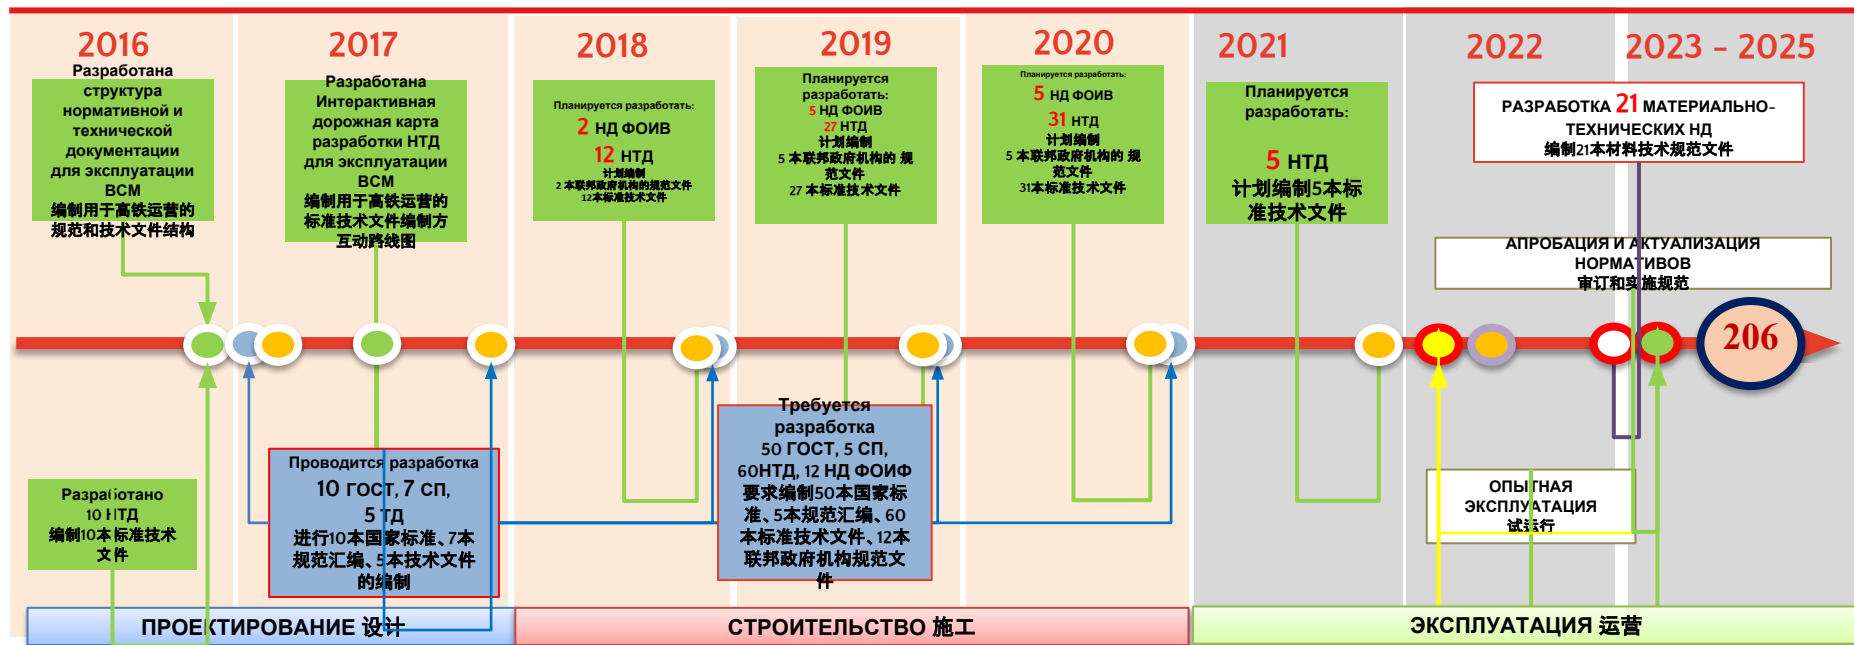 2016
Разработана
структура
нормативной и
технической
документации
для эксплуатации
ВСМ
编制用于高铁运营的
规范和技术文件结构
2017
Разработана
Интерактивная
дорожная карта
разработки НТД
для эксплуатации
ВСМ
编制用于高铁运营的
标准技术文件编制方
互动路线图
2018
Планируется разработать:
2 НД ФОИВ
12 НТД
计划编制
2 本联邦政府机构的规范文件
12本标准技术文件
2019
Планируется
разработать:
5 НД ФОИВ
27 НТД
计划编制
5 本联邦政府机构的 规
范文件
27 本标准技术文件
2020
Планируется разработать:
5 НД ФОИВ
31 НТД
计划编制
5 本联邦政府机构的 规
范文件
31本标准技术文件
2021
Планируется
разработать:
5 НТД
计划编制5本标
准技术文件
2022
2023 – 2025
РАЗРАБОТКА 21 МАТЕРИАЛЬНО-
ТЕХНИЧЕСКИХ НД
编制21本材料技术规范文件
АПРОБАЦИЯ И АКТУАЛИЗАЦИЯ
НОРМАТИВОВ
审订和实施规范
206
Разработано
10 НТД
编制10本标准技术
文件
Проводится разработка
10 ГОСТ, 7 СП,
5 ТД
进行10本国家标准、7本
规范汇编、5本技术文件
的编制
Требуется
разработка
50 ГОСТ, 5 СП,
60НТД, 12 НД ФОИФ
要求编制50本国家标
准、5本规范汇编、60
本标准技术文件、12本
联邦政府机构规范文
件
ОПЫТНАЯ
ЭКСПЛУАТАЦИЯ
试运行
ПРОЕКТИРОВАНИЕ 设计
СТРОИТЕЛЬСТВО 施工
ЭКСПЛУАТАЦИЯ 运营